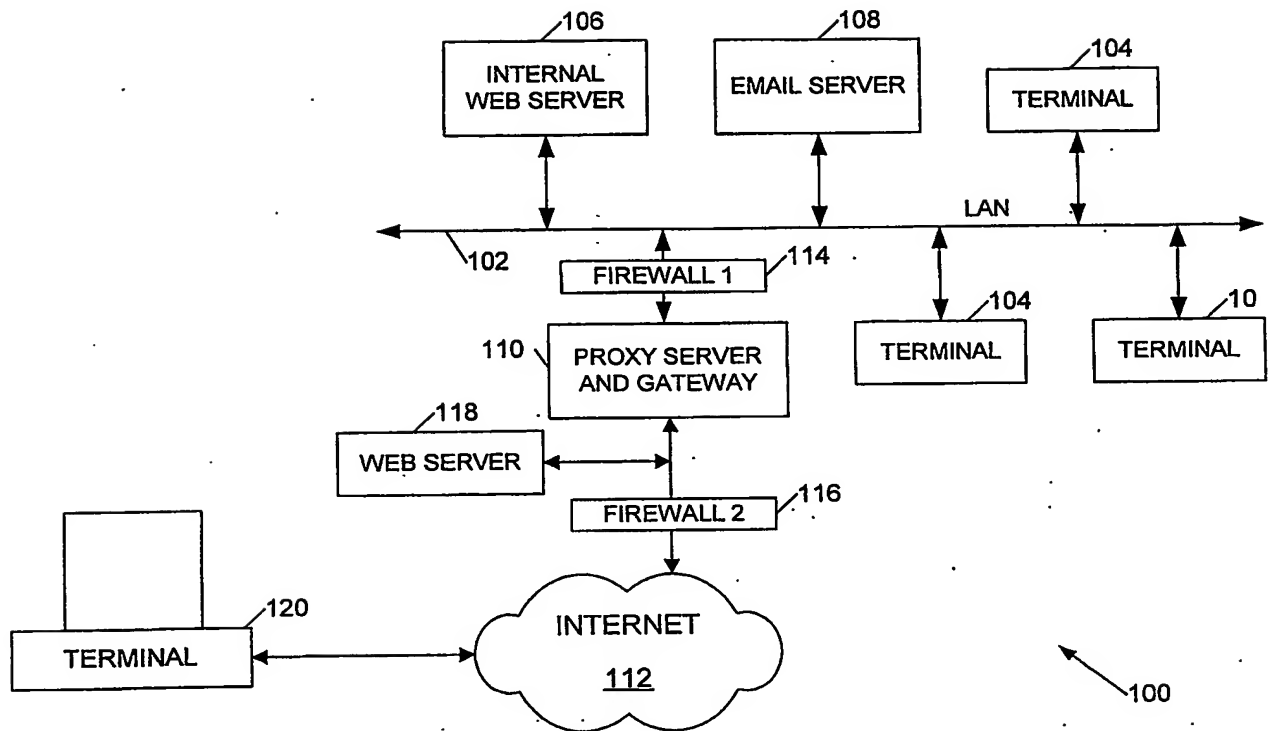 106
INTERNAL
WEB SERVER
108
EMAIL SERVER
104
TERMINAL
LAN
102
FIREWALL 1
114
110
PROXY SERVER
AND GATEWAY
104
TERMINAL
10
TERMINAL
118
WEB SERVER
FIREWALL 2
116
120
TERMINAL
INTERNET
112
100